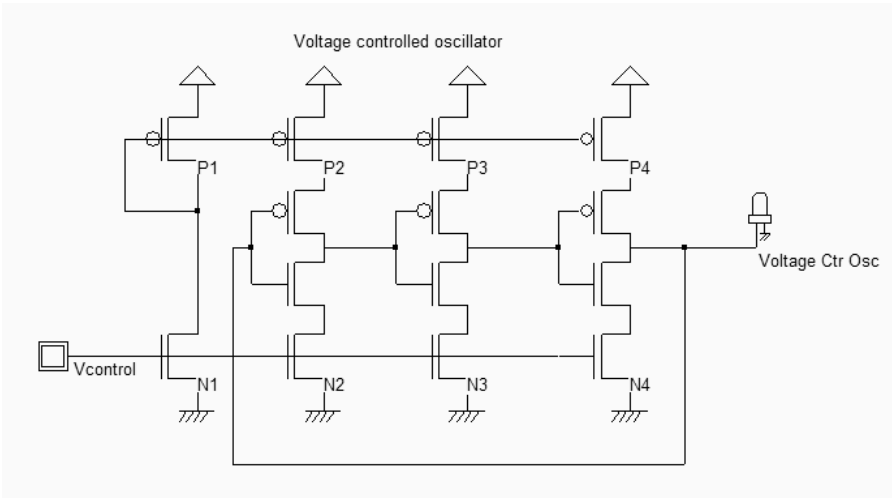 Voltage controlled oscillator
P1
P2
P3
P4
Voltage Ctr Osc
Vcontrol
N1
N2
N3
N4